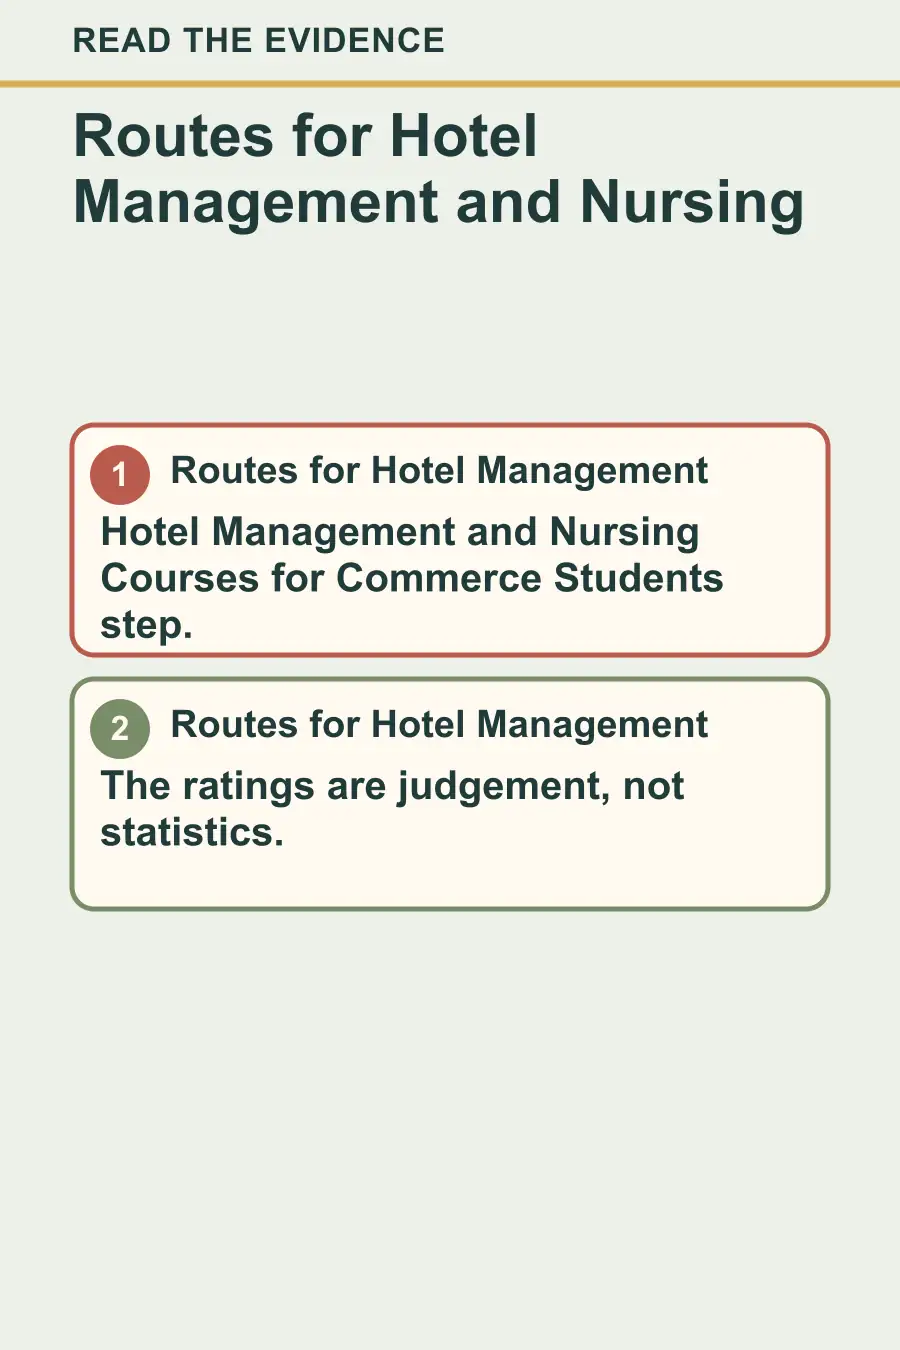 READ THE EVIDENCE
Routes for Hotel
Management and Nursing
1 Routes for Hotel Management
Hotel Management and Nursing
Courses for Commerce Students
step.
2 Routes for Hotel Management
The ratings are judgement, not
statistics.